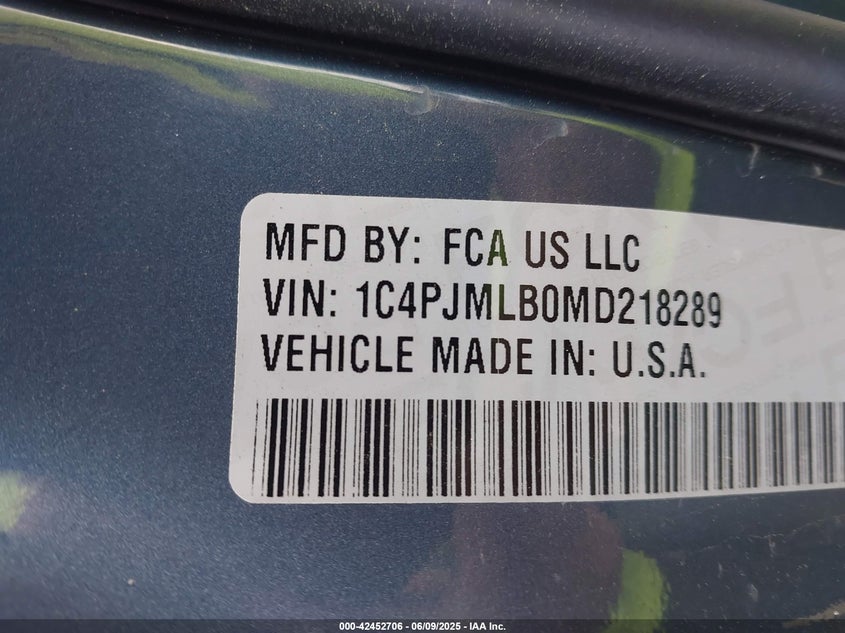 MFD BY: FCA US LLC
VIN: 1C4PJMLB0MD218289
VEHICLE MADE IN: U.S.A.
000-42452706 - 06/09/2025 - IAA Inc.